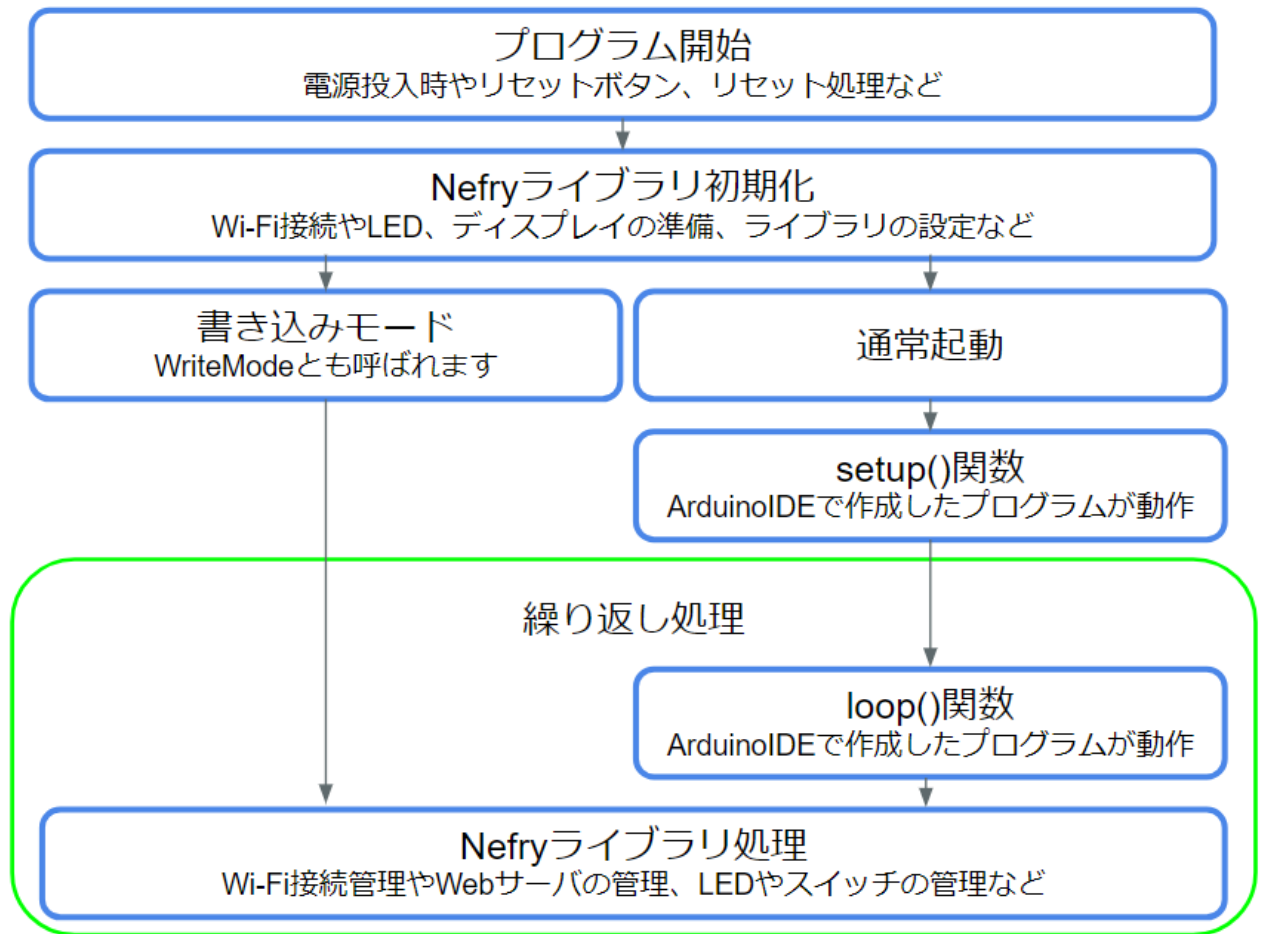 プログラム開始
電源投入時やリセットボタン、リセット処理など
Nefryライブラリ初期化
Wi-Fi接続やLED、ディスプレイの準備、ライブラリの設定など
書き込みモード
WriteModeとも呼ばれます
通常起動
setup()関数
ArduinoIDEで作成したプログラムが動作
繰り返し処理
loop()関数
ArduinoIDEで作成したプログラムが動作
Nefryライブラリ処理
Wi-Fi接続管理やWebサーバの管理、LEDやスイッチの管理など